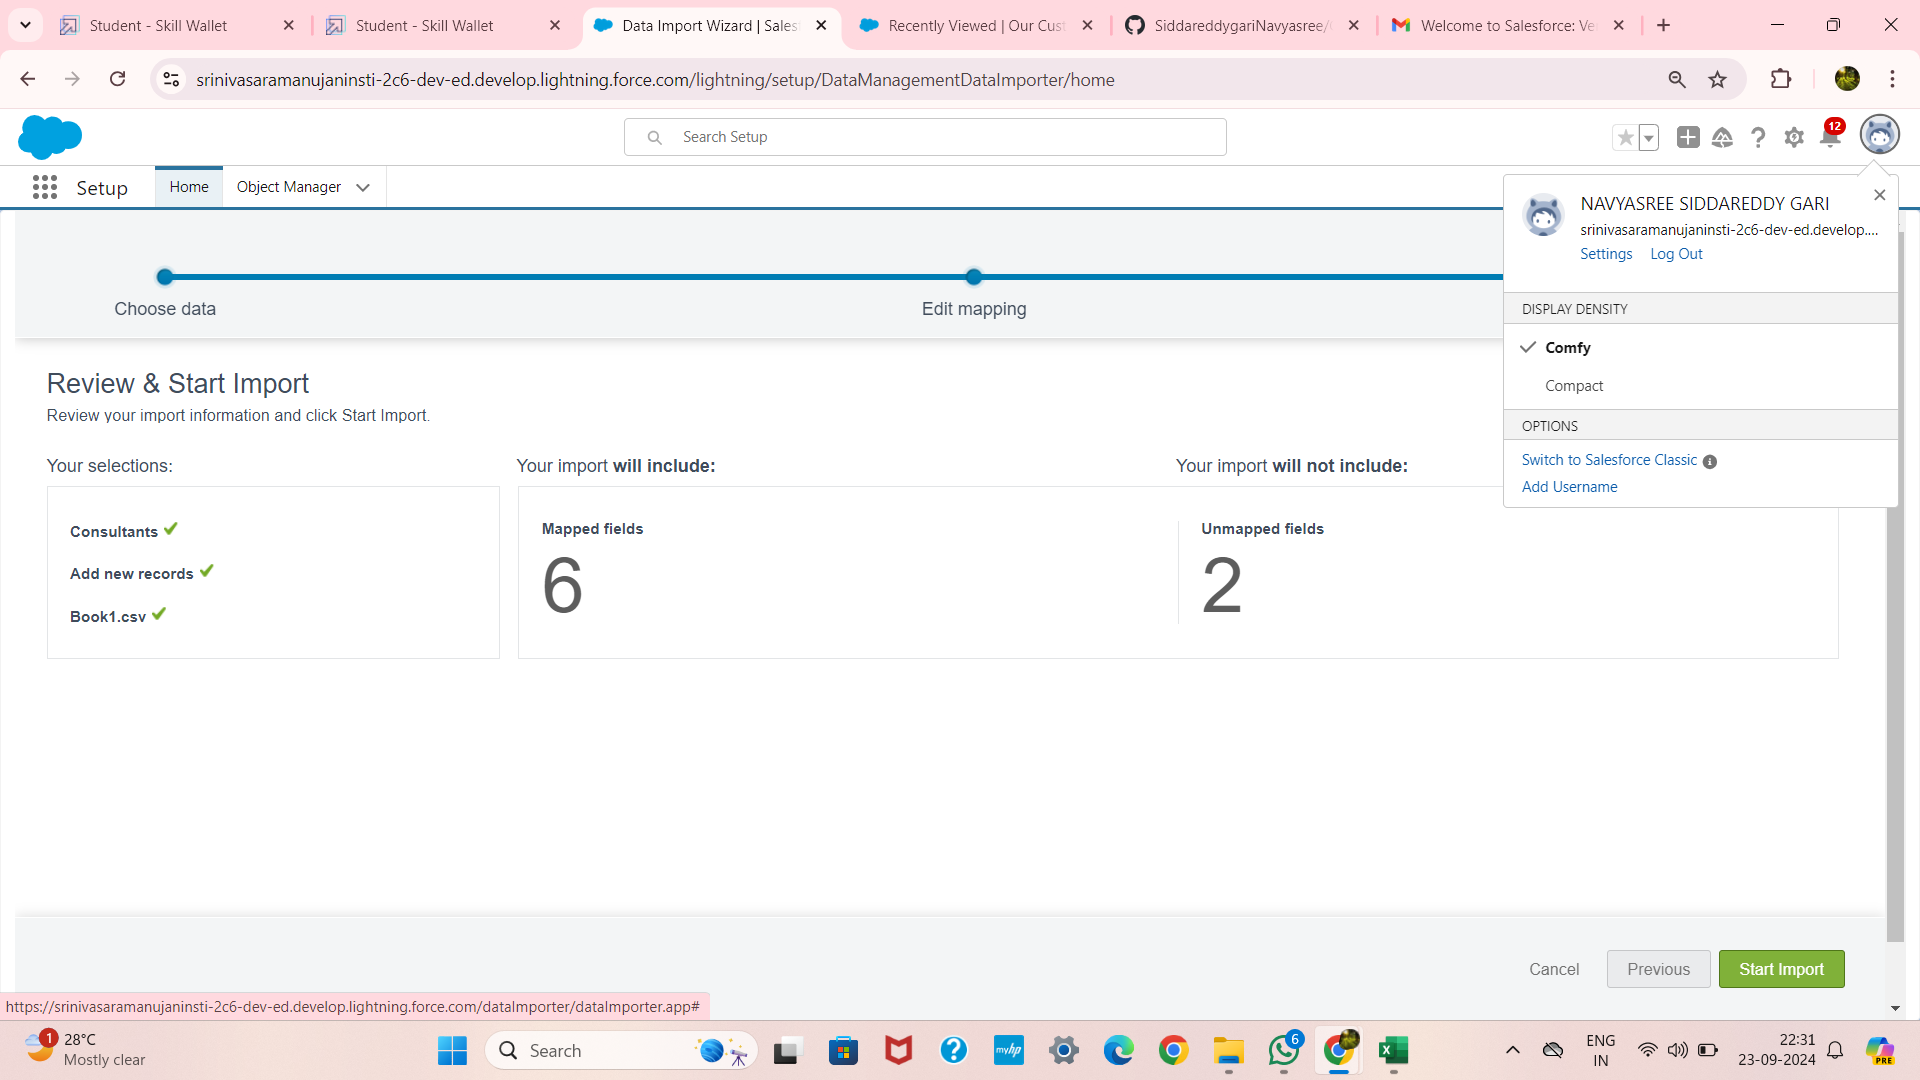 Student - Skill Wallet
Student - Skill Wallet
Data Import Wizard | Sales
Recently Viewed | Our Cust
SiddareddygariNavyasree/
Welcome to Salesforce: Ve
srinivasaramanujaninsti-2c6-dev-ed.develop.lightning.force.com/lightning/setup/DataManagementDataImporter/home
Search Setup
12
Setup
Home
Object Manager
NAVYASREE SIDDAREDDY GARI
srinivasaramanujaninsti-2c6-dev-ed.develop....
Settings Log Out
DISPLAY DENSITY
Comfy
Compact
OPTIONS
Switch to Salesforce Classic
Add Username
Choose data
Edit mapping
Review & Start Import
Review your import information and click Start Import.
Your selections:
Consultants
Add new records
Book1.csv
Your import will include:
Mapped fields
6
Your import will not include:
Unmapped fields
2
Cancel
Previous
Start Import
https://srinivasaramanujaninsti-2c6-dev-ed.develop.lightning.force.com/dataImporter/dataImporter.app#
1
28°C
Mostly clear
Search
myhp
6
ENG
IN
22:31
23-09-2024
PRE